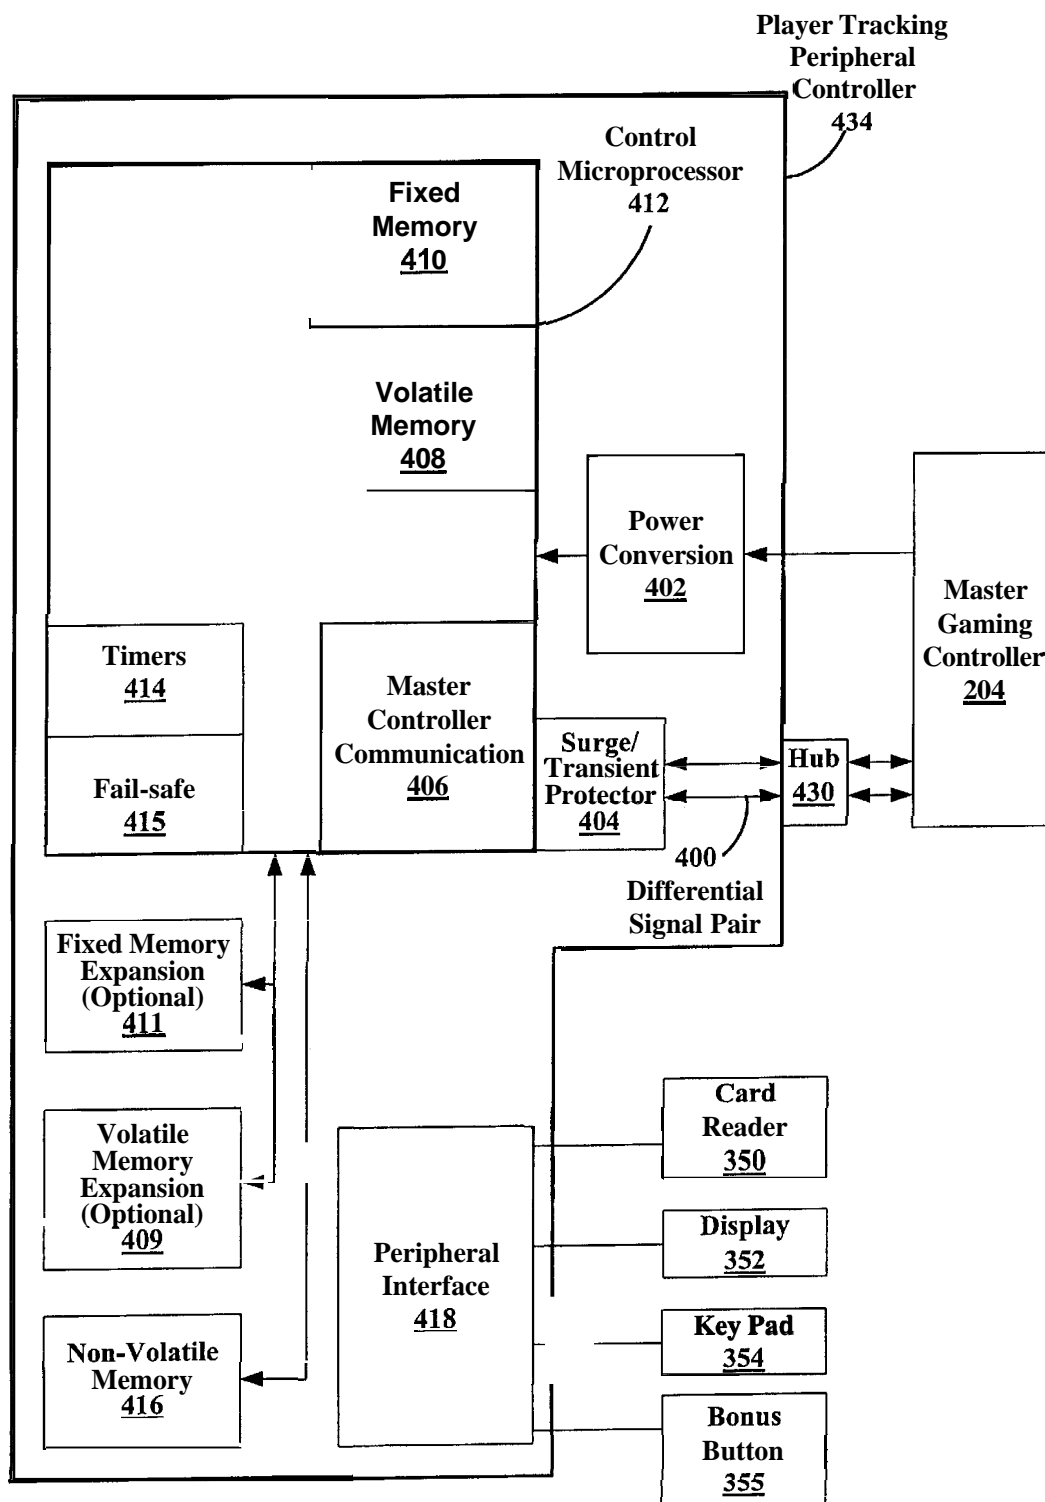 Player Tracking
Peripheral
Controller
434
Control
Microprocessor
412
Fixed
Memory
410
Volatile
Memory
408
Power
Conversion
402
Master
Gaming
Controller
204
Timers
414
Fail-safe
415
Master
Controller
Communication
406
Surge/
Transient
Protector
404
Hub
430
400
Differential
Signal Pair
Fixed Memory
Expansion
(Optional)
411
Volatile
Memory
Expansion
(Optional)
409
Non-Volatile
Memory
416
Peripheral
Interface
418
Card
Reader
350
Display
352
Key Pad
354
Bonus
Button
355